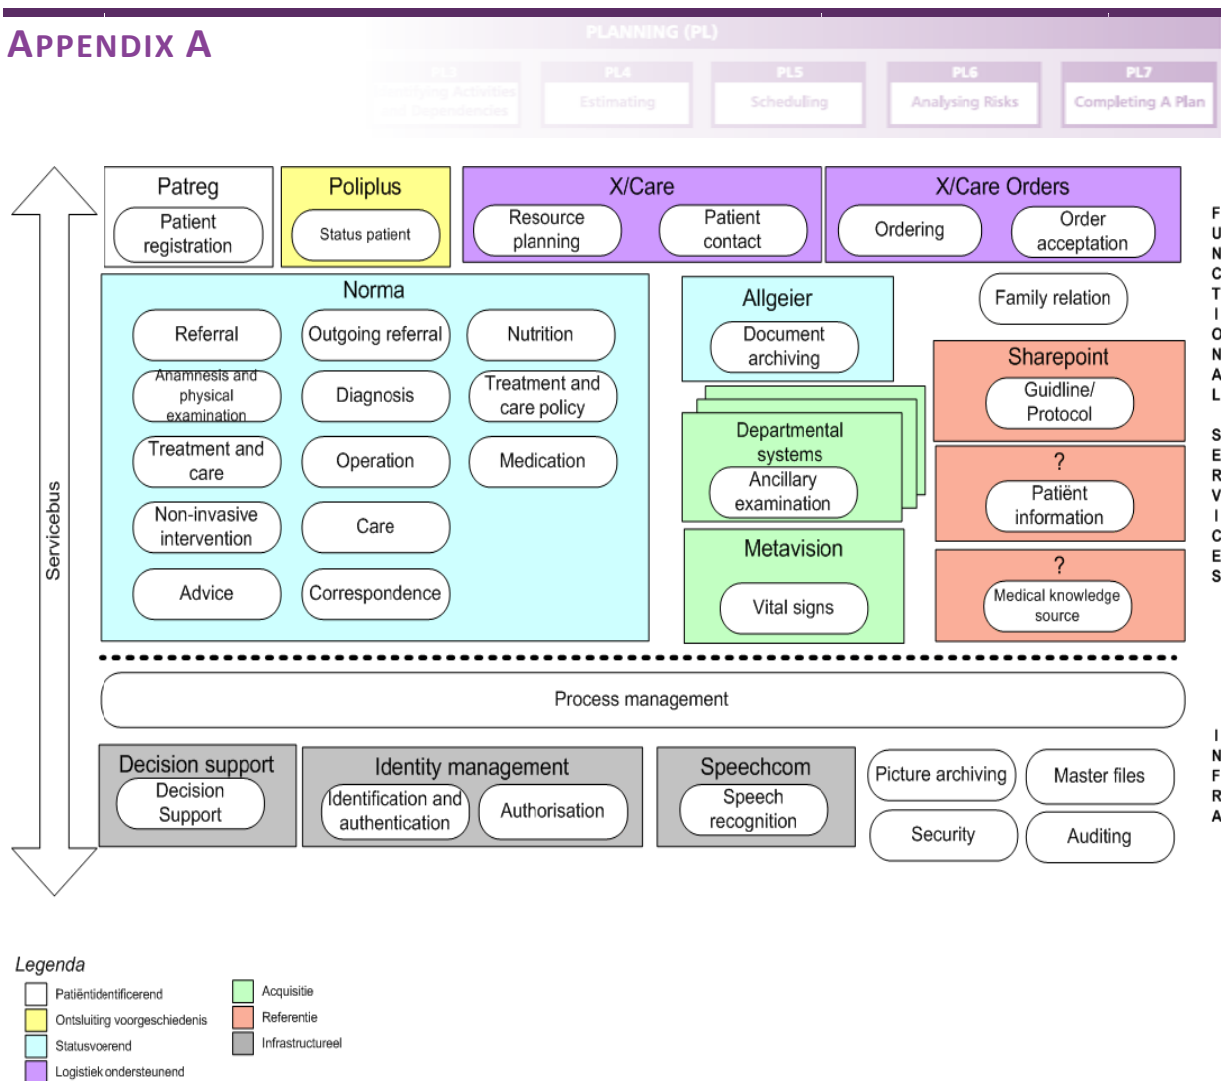 APPENDIX A
PLANNING (PL)
PL3
PL4
PL5
PL6
PL7
Identifying Activities
and Dependencies
Estimating
Scheduling
Analysing Risks
Completing A Plan
Patreg
Patient
registration
Poliplus
Status patient
X/Care
Resource
planning
Patient
contact
X/Care Orders
Ordering
Order
acceptation
Norma
Referral
Outgoing referral
Nutrition
Anamnesis and
physical
examination
Diagnosis
Treatment and
care policy
Treatment and
care
Operation
Medication
Non-invasive
intervention
Care
Advice
Correspondence
Allgeier
Document
archiving
Departmental
systems
Ancillary
examination
Metavision
Vital signs
Family relation
Sharepoint
Guidline/
Protocol
?
Patiënt
information
?
Medical knowledge
source
FUNCTIONAL SERVICES
Servicebus
Process management
Decision support
Decision
Support
Identity management
Identification and
authentication
Authorisation
Speechcom
Speech
recognition
Picture archiving
Master files
Security
Auditing
INFRA
Legenda
Patiëntidentificerend
Ontsluiting voorgeschiedenis
Statusvoerend
Logistiek ondersteunend
Acquisitie
Referentie
Infrastructureel